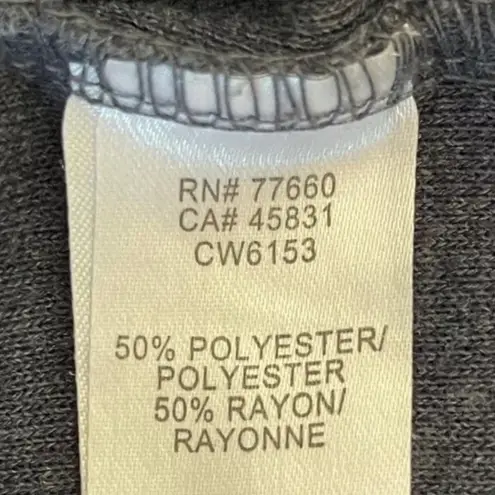 RN# 77660
CA# 45831
CW6153
50% POLYESTER/
POLYESTER
50% RAYON/
RAYONNE